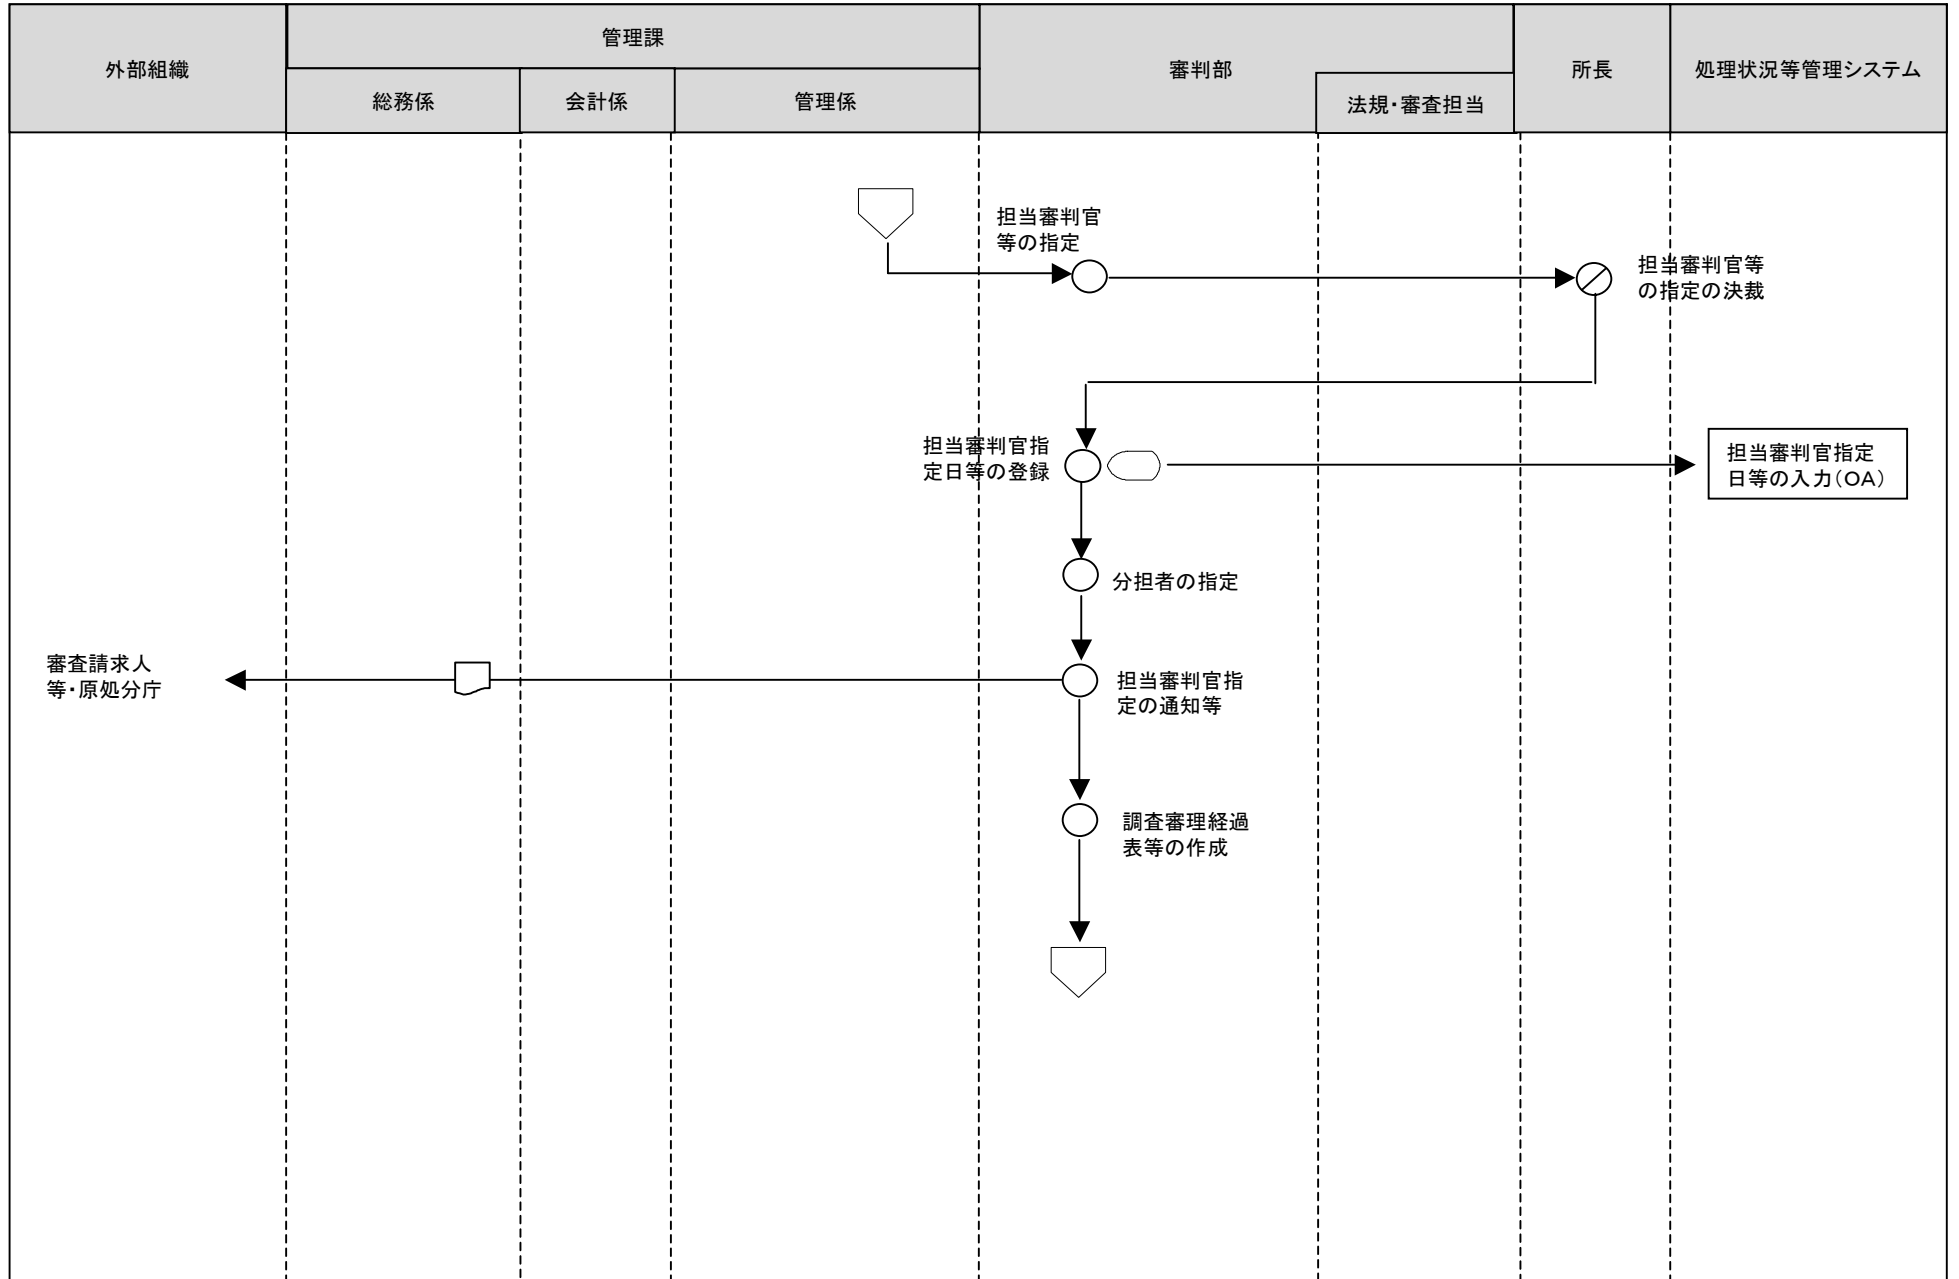 外部組織
管理課
総務係
会計係
管理係
審判部
法規・審査担当
所長
処理状況等管理システム
担当審判官
等の指定
担当審判官等
の指定の決裁
担当審判官指
定日等の登録
担当審判官指定
日等の入力(OA)
分担者の指定
審査請求人
等・原処分庁
担当審判官指
定の通知等
調査審理経過
表等の作成